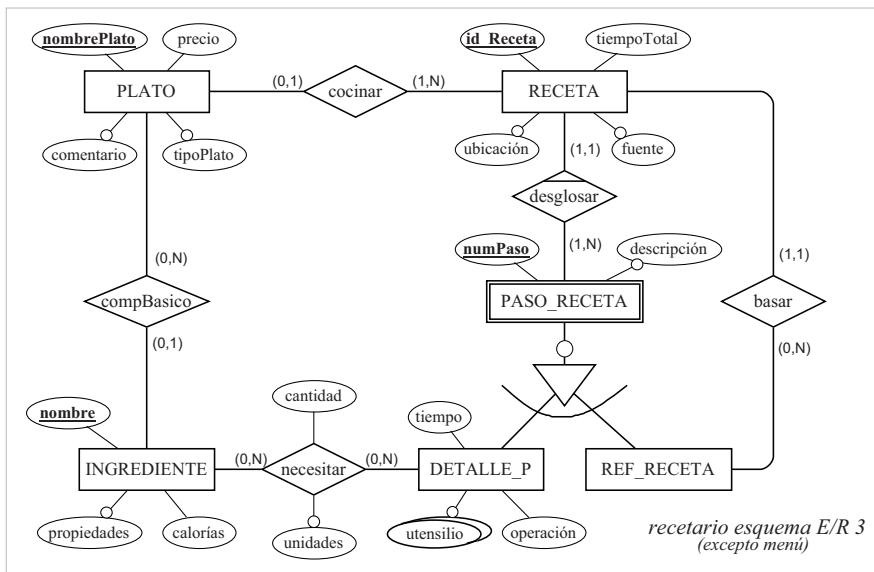 nombrePlato
precio
id_Receta
tiempoTotal
PLATO
(0,1)
cocinar
(1,N)
RECETA
comentario
tipoPlato
ubicación
(1,1)
fuente
desglosar
(0,N)
numPaso
(1,N)
descripción
(1,1)
compBasico
PASO_RECETA
basar
(0,1)
(0,N)
nombre
cantidad
tiempo
INGREDIENTE
(0,N)
necesitar
(0,N)
DETALLE_P
REF_RECETA
propiedades
calorías
unidades
utensilio
operación
recetario esquema E/R 3
(excepto menú)